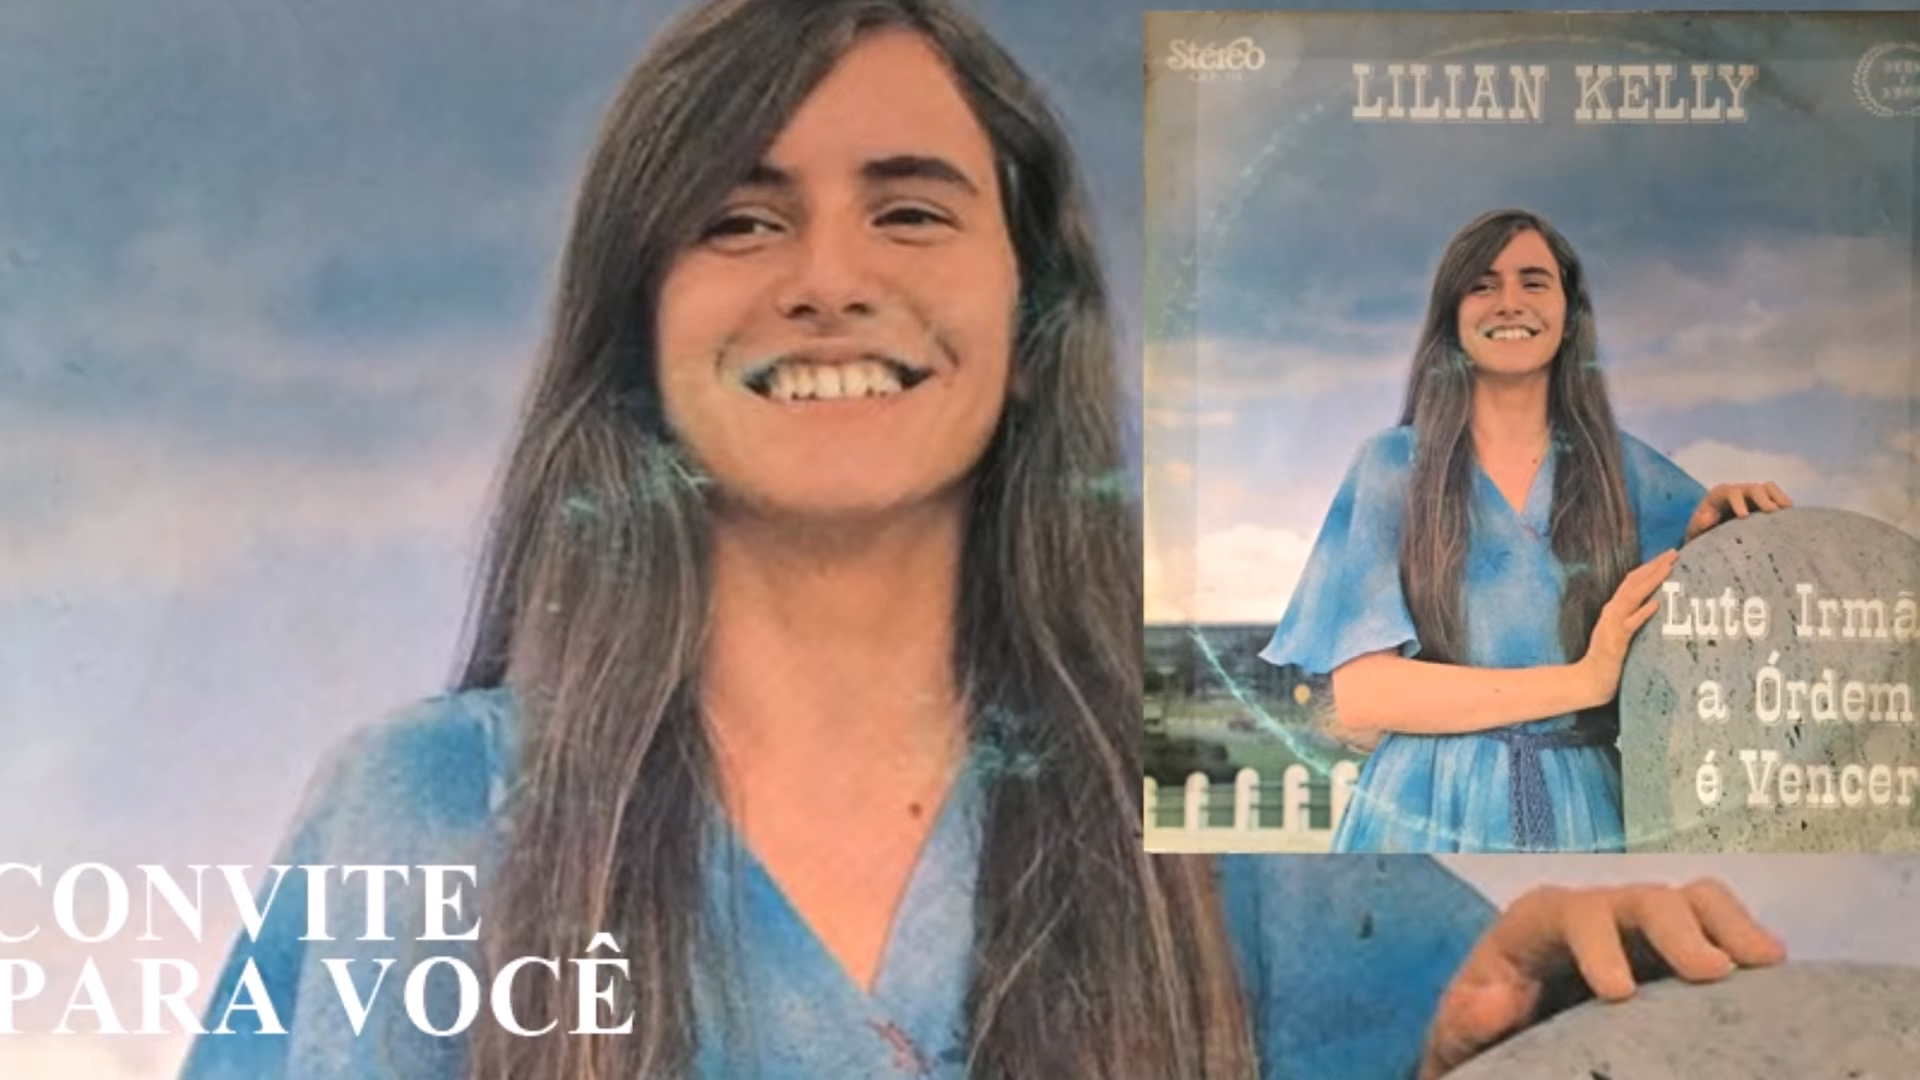 Stéreo
LILIAN KELLY
Lute Irmã
a Órdem
é Vencer
CONVITE
PARA VOCÊ